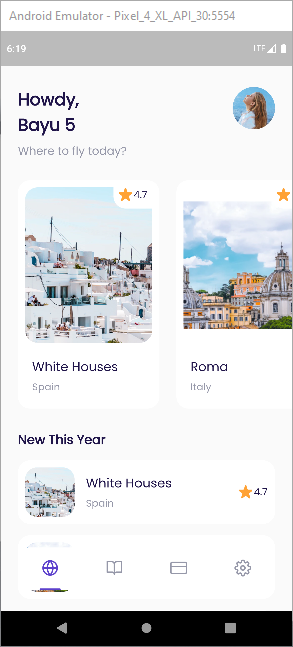 Android Emulator - Pixel_4_XL_API_30:5554
6:19
LTE
Howdy,
Bayu 5
Where to fly today?
4.7
White Houses
Spain
Roma
Italy
New This Year
White Houses
Spain
4.7